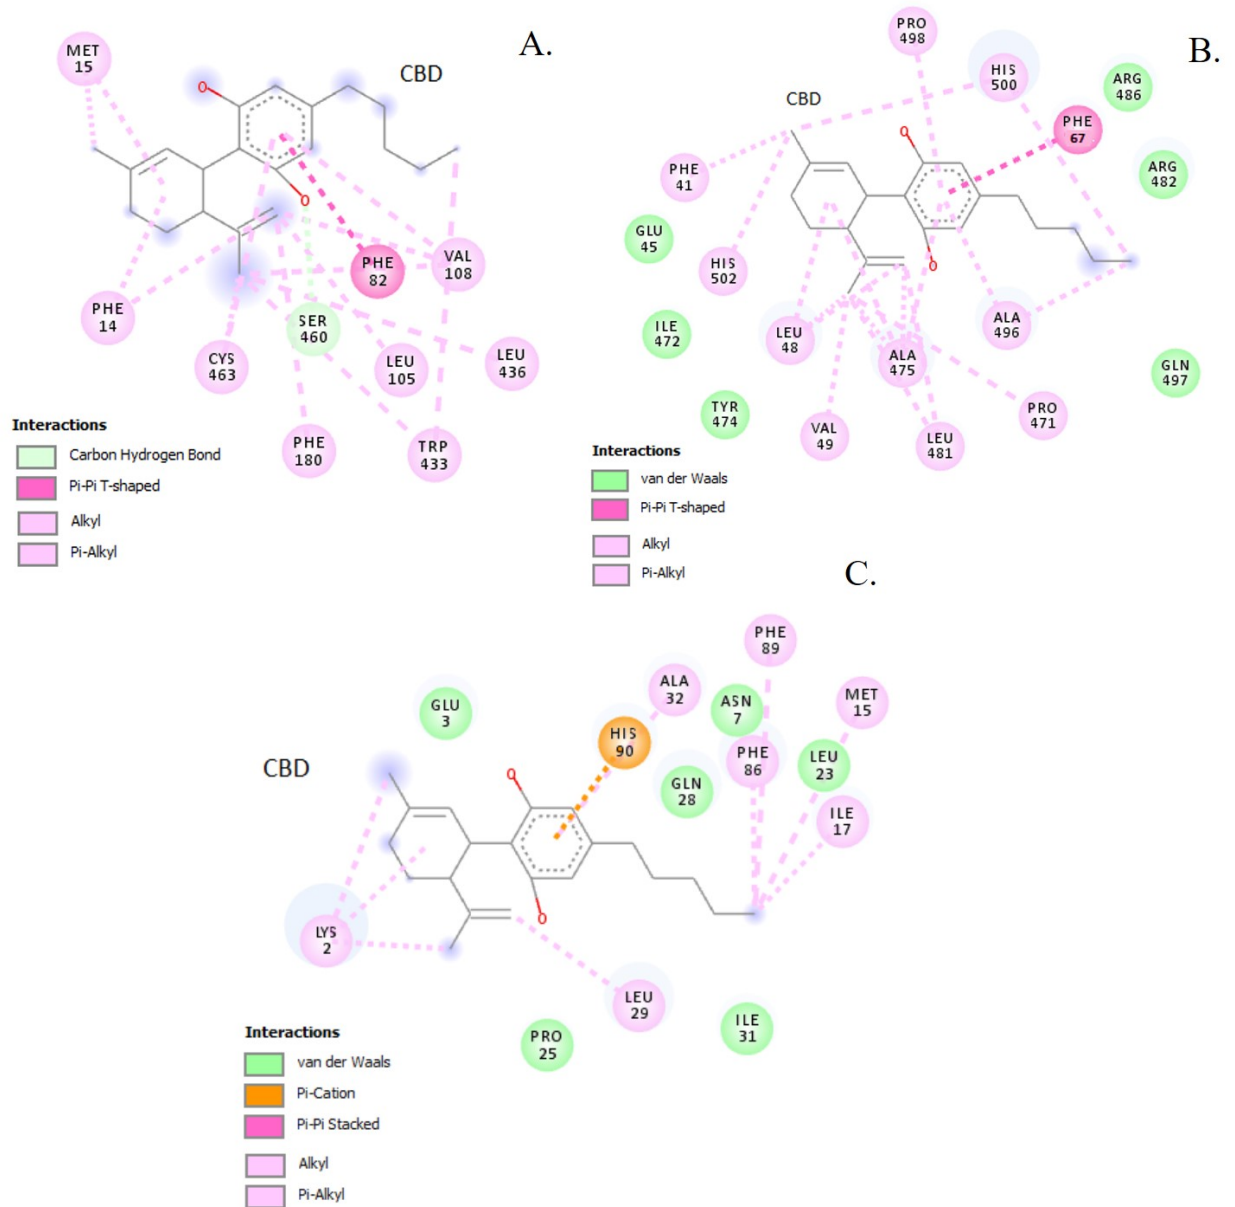 A.
MET
15
CBD
O
O
PHE
82
VAL
108
PHE
14
SER
460
CYS
463
LEU
105
LEU
436
PHE
180
TRP
433
Interactions
Carbon Hydrogen Bond
Pi-Pi T-shaped
Alkyl
Pi-Alkyl
B.
PRO
498
HIS
500
ARG
486
CBD
PHE
67
O
PHE
41
ARG
482
GLU
45
HIS
502
O
ILE
472
LEU
48
ALA
475
ALA
496
GLN
497
TYR
474
VAL
49
LEU
481
PRO
471
Interactions
van der Waals
Pi-Pi T-shaped
Alkyl
Pi-Alkyl
C.
PHE
89
ALA
32
ASN
7
MET
15
GLU
3
HIS
90
PHE
86
LEU
23
CBD
O
GLN
28
ILE
17
O
LYS
2
LEU
29
PRO
25
ILE
31
Interactions
van der Waals
Pi-Cation
Pi-Pi Stacked
Alkyl
Pi-Alkyl